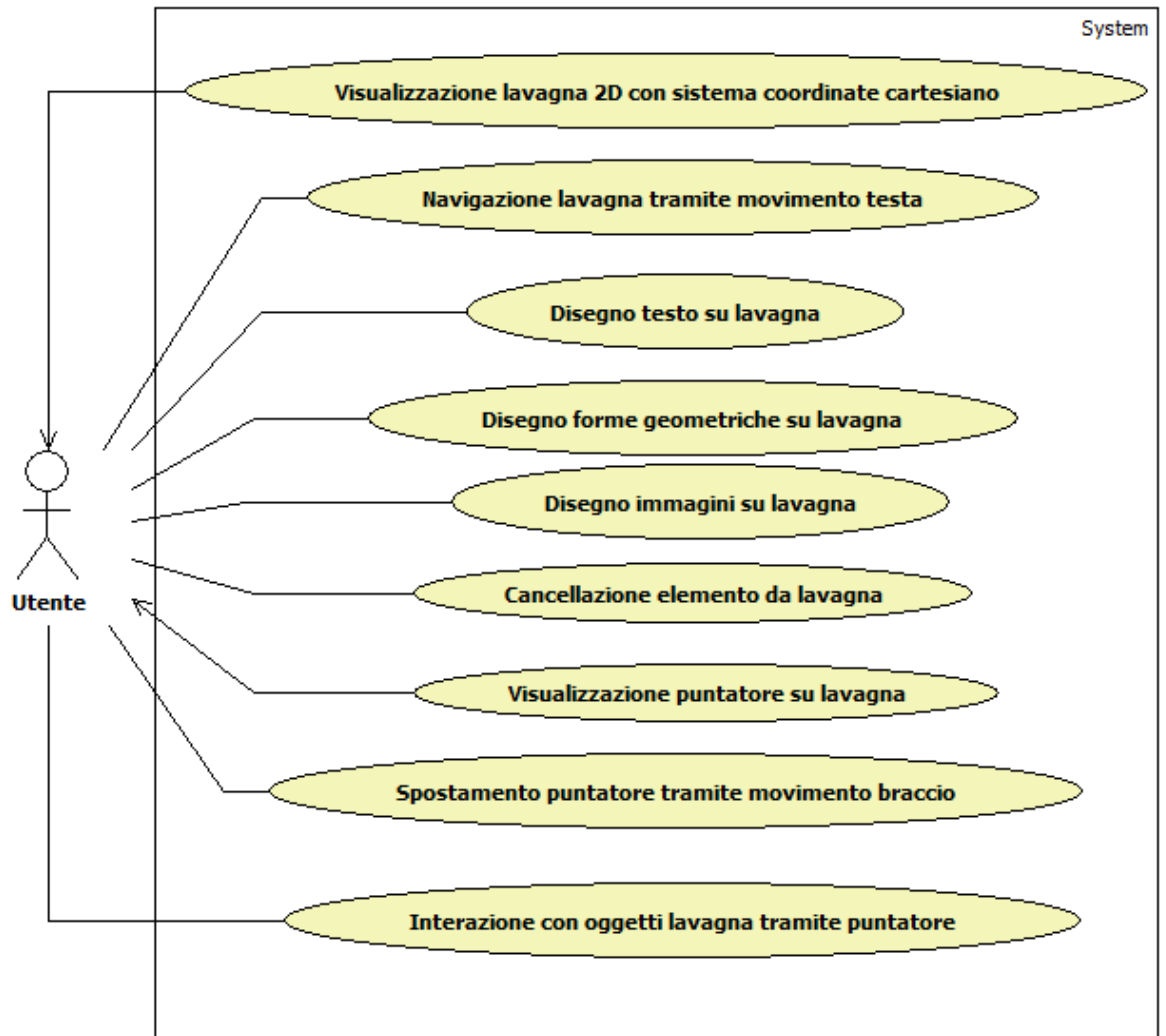 System
Visualizzazione lavagna 2D con sistema coordinate cartesiano
Navigazione lavagna tramite movimento testa
Disegno testo su lavagna
Disegno forme geometriche su lavagna
Disegno immagini su lavagna
Cancellazione elemento da lavagna
Utente
Visualizzazione puntatore su lavagna
Spostamento puntatore tramite movimento braccio
Interazione con oggetti lavagna tramite puntatore